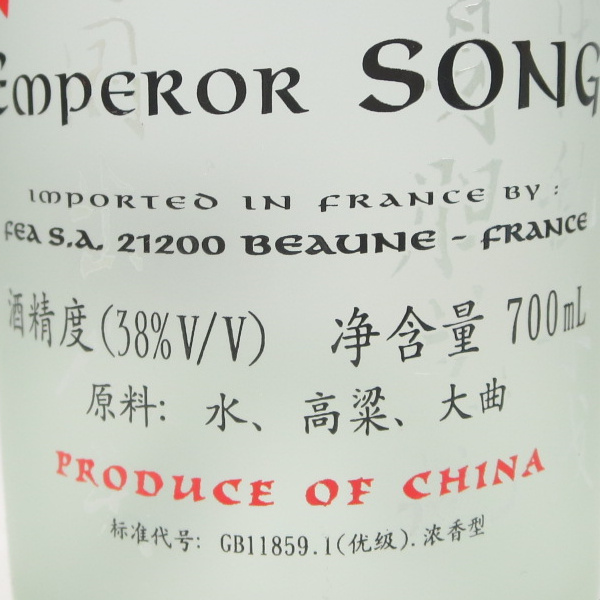 EMPEROR SONG
IMPORTED IN FRANCE BY :
FEA S.A. 21200 BEAUNE - FRANCE
酒精度(38%V/V) 净含量 700mL
原料: 水、高粱、大曲
PRODUCE OF CHINA
标准代号: GB11859.1(优级).浓香型